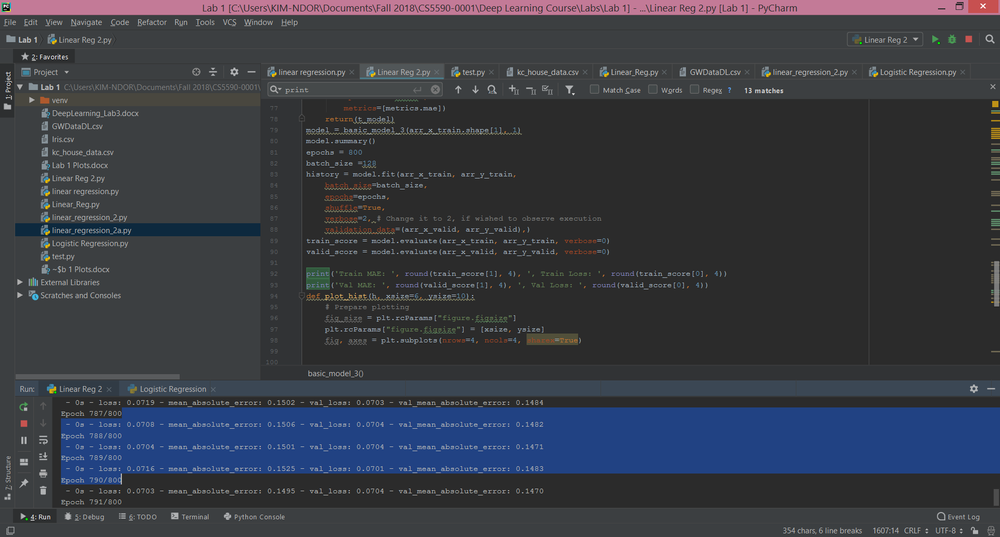 PC
Lab 1 [C:\Users\KIM-NDOR\Documents\Fall 2018\CS5590-0001\Deep Learning Course\Labs\Lab 1] - ...\Linear Reg 2.py [Lab 1] - PyCharm
File Edit View Navigate Code Refactor Run Tools VCS Window Help
Lab 1 Linear Reg 2.py
Linear Reg 2
2: Favorites
1: Project
Project
linear regression.py Linear Reg 2.py test.py kc_house_data.csv Linear_Reg.py GWDataDL.csv linear_regression_2.py Logistic Regression.py
print
Match Case Words Regex ? 13 matches
Lab 1 C:\Users\KIM-NDOR\Documents\Fall 2018\CS5590-0001\
venv
DeepLearning_Lab3.docx
GWDataDL.csv
Iris.csv
kc_house_data.csv
Lab 1 Plots.docx
Linear Reg 2.py
linear regression.py
Linear_Reg.py
linear_regression_2.py
linear_regression_2a.py
Logistic Regression.py
test.py
~$b 1 Plots.docx
External Libraries
Scratches and Consoles
77 metrics=[metrics.mae])
78 return(t_model)
79 model = basic_model_3(arr_x_train.shape[1], 1)
80 model.summary()
81 epochs = 800
82 batch_size =128
83 history = model.fit(arr_x_train, arr_y_train,
84 batch_size=batch_size,
85 epochs=epochs,
86 shuffle=True,
87 verbose=2, # Change it to 2, if wished to observe execution
88 validation_data=(arr_x_valid, arr_y_valid),)
89 train_score = model.evaluate(arr_x_train, arr_y_train, verbose=0)
90 valid_score = model.evaluate(arr_x_valid, arr_y_valid, verbose=0)
91
92 print('Train MAE: ', round(train_score[1], 4), ', Train Loss: ', round(train_score[0], 4))
93 print('Val MAE: ', round(valid_score[1], 4), ', Val Loss: ', round(valid_score[0], 4))
94 def plot_hist(h, xsize=6, ysize=10):
95 # Prepare plotting
96 fig_size = plt.rcParams["figure.figsize"]
97 plt.rcParams["figure.figsize"] = [xsize, ysize]
98 fig, axes = plt.subplots(nrows=4, ncols=4, sharex=True)
99
100
basic_model_3()
Run: Linear Reg 2 Logistic Regression
- 0s - loss: 0.0719 - mean_absolute_error: 0.1502 - val_loss: 0.0703 - val_mean_absolute_error: 0.1484
Epoch 787/800
- 0s - loss: 0.0708 - mean_absolute_error: 0.1506 - val_loss: 0.0704 - val_mean_absolute_error: 0.1482
Epoch 788/800
- 0s - loss: 0.0704 - mean_absolute_error: 0.1501 - val_loss: 0.0704 - val_mean_absolute_error: 0.1471
Epoch 789/800
- 0s - loss: 0.0716 - mean_absolute_error: 0.1525 - val_loss: 0.0701 - val_mean_absolute_error: 0.1483
Epoch 790/800
- 0s - loss: 0.0703 - mean_absolute_error: 0.1495 - val_loss: 0.0704 - val_mean_absolute_error: 0.1470
Epoch 791/800
7: Structure
4: Run 5: Debug 6: TODO Terminal Python Console Event Log
354 chars, 6 line breaks 1607:14 CRLF UTF-8